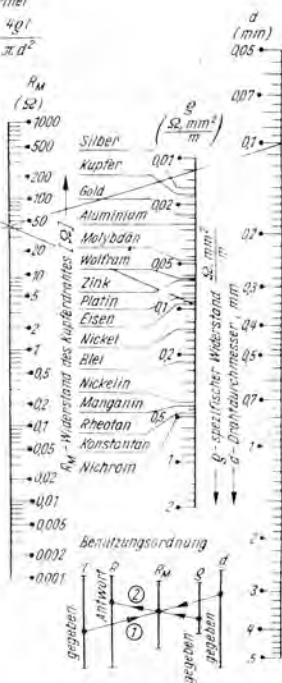 4ϱl
πd²
R_M
(Ω)
1000
500
200
100
50
20
10
5
2
1
0,5
0,2
0,1
0,05
0,02
0,01
0,005
0,002
0,001
R_M - Widerstand des Kupferdrahtes [Ω]
Silber
Kupfer
Gold
Aluminium
Molybdän
Wolfram
Zink
Platin
Eisen
Nickel
Blei
Nickelin
Manganin
Rheotan
Konstantan
Nichrom
ϱ
(Ω, mm²
m)
0,01
0,02
0,05
0,1
0,2
0,5
1
2
ϱ - spezifischer Widerstand Ω, mm²
m
d - Drahtdurchmesser, mm
d
(mm)
0,05
0,07
0,1
0,2
0,3
0,4
0,5
0,7
1
2
3
4
5
Benutzungsordnung
l R R_M ϱ d
gegeben
Antwort
gegeben
gegeben
①
②